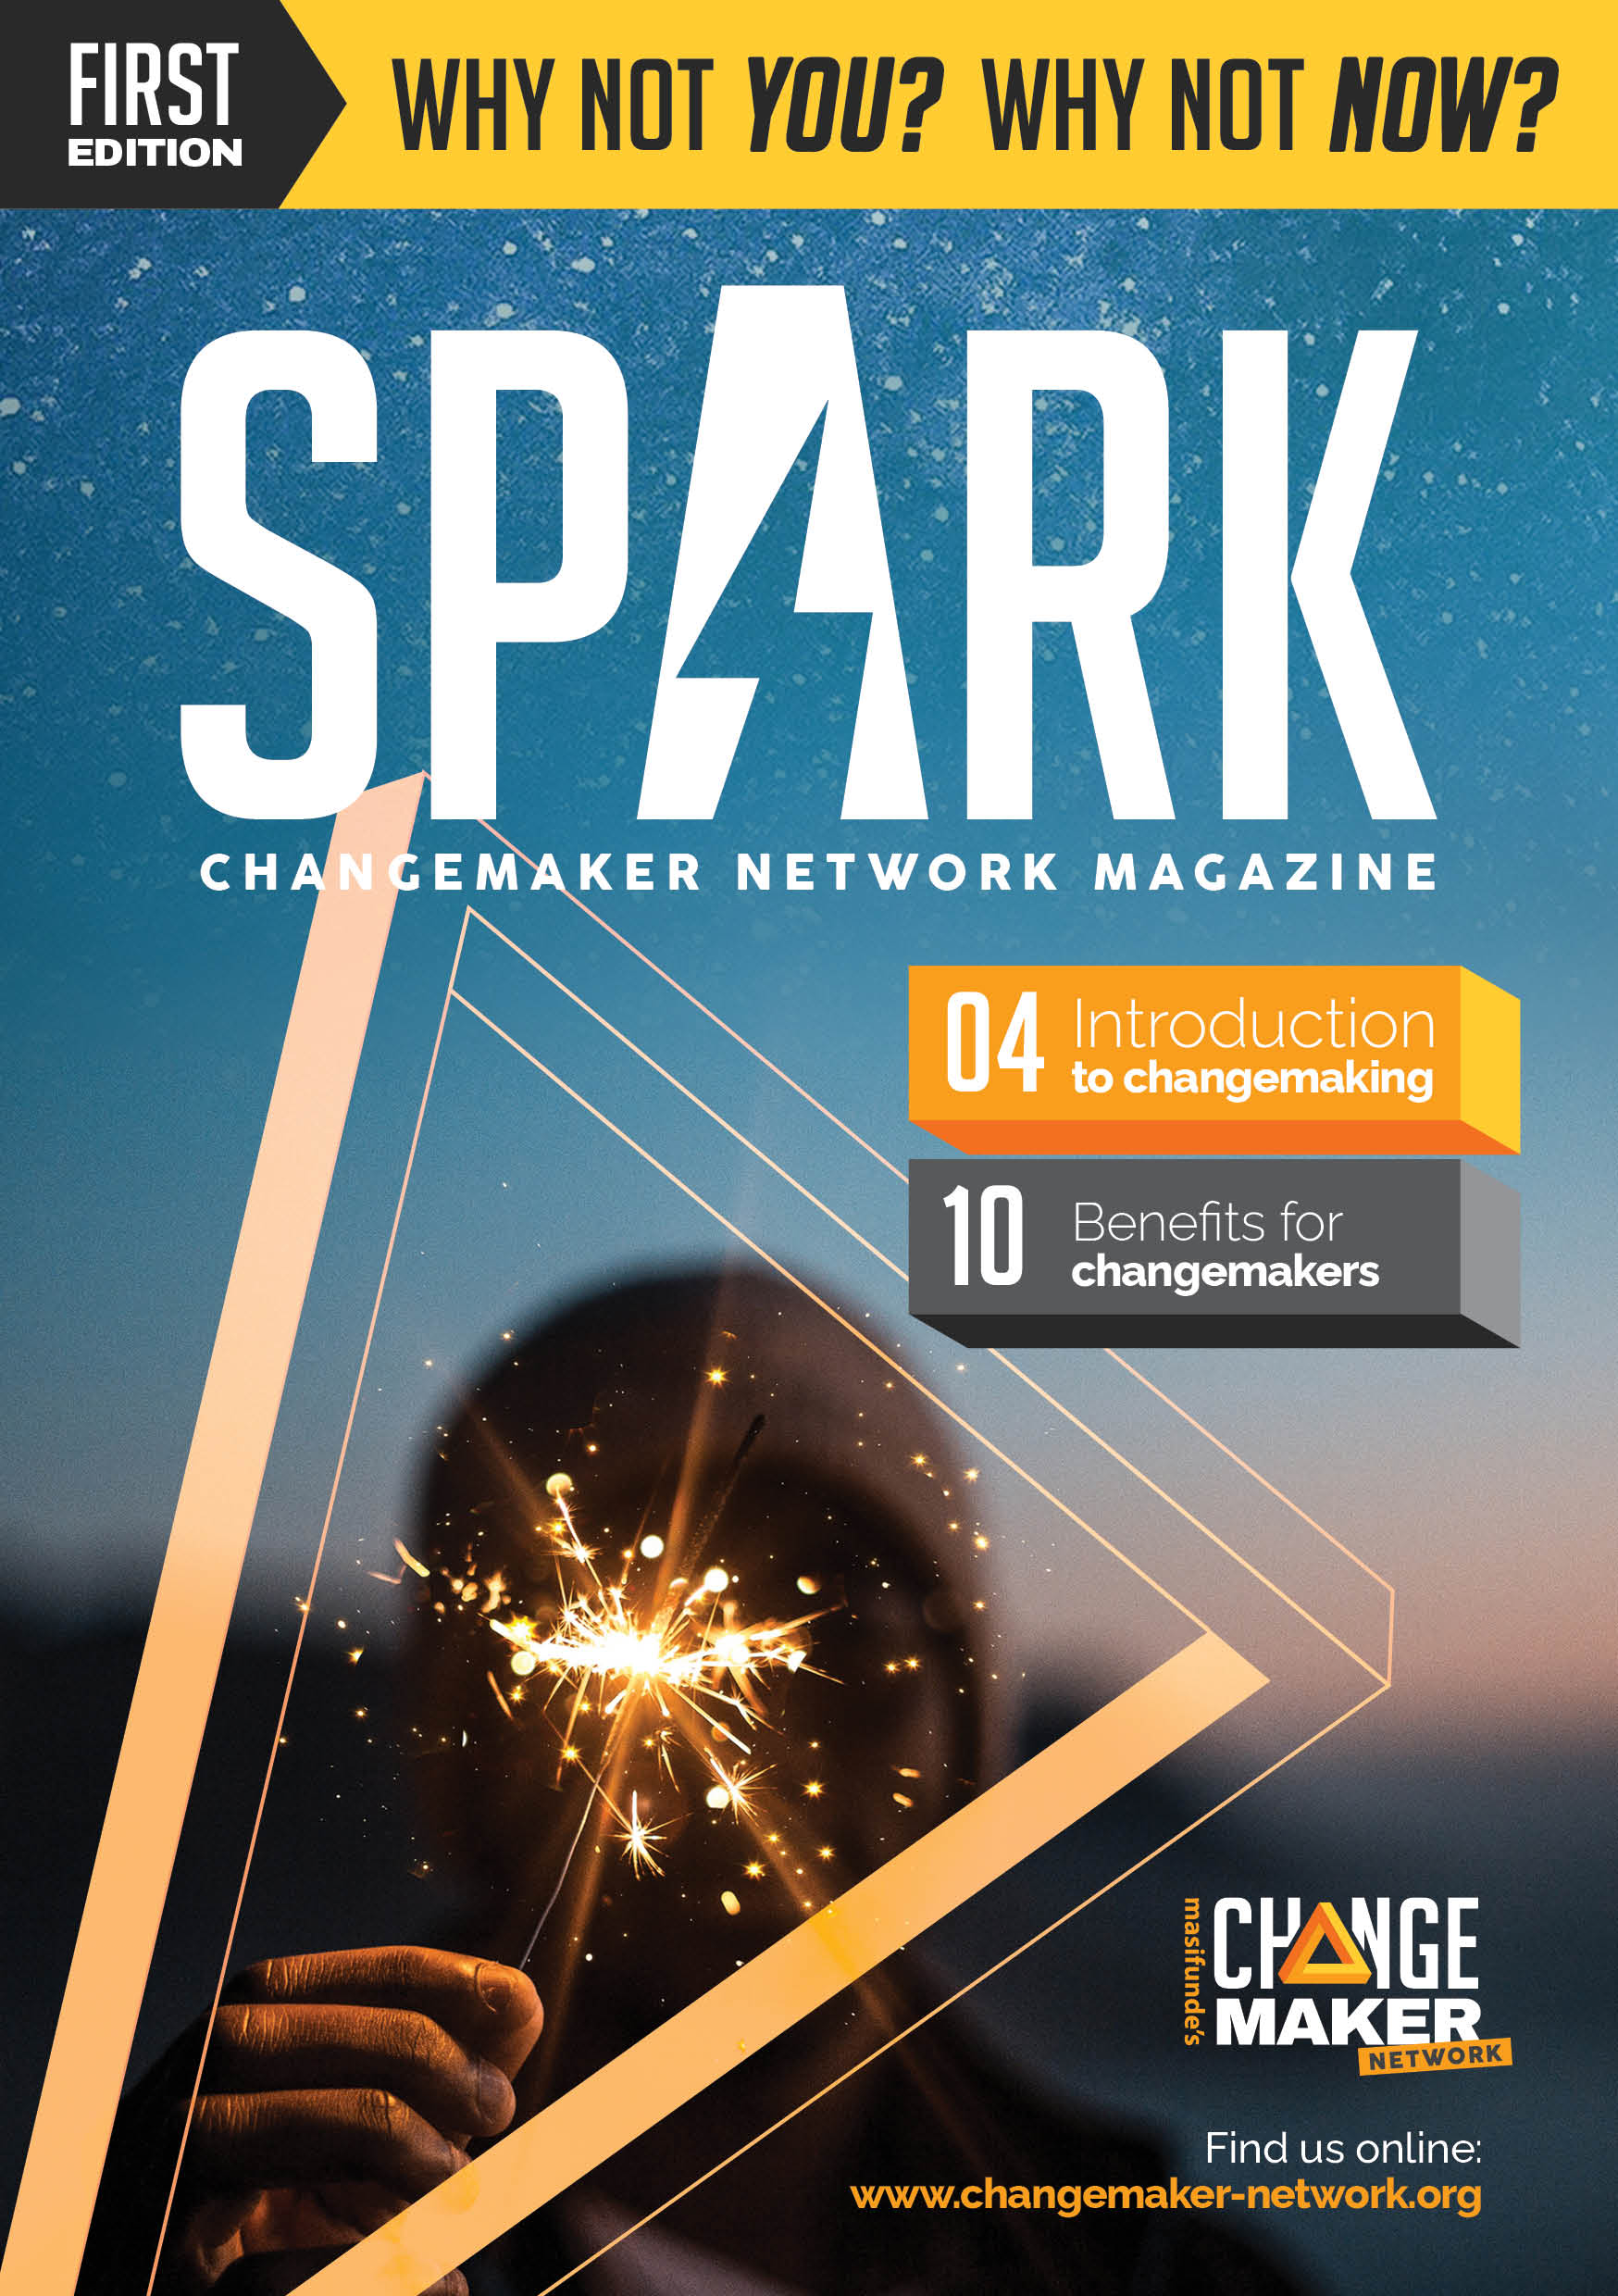 FIRST
EDITION
WHY NOT YOU? WHY NOT NOW?
SPARK
CHANGEMAKER NETWORK MAGAZINE
04 Introduction
to changemaking
10 Benefits for
changemakers
masifunde's
CHANGE
MAKER
NETWORK
Find us online:
www.changemaker-network.org